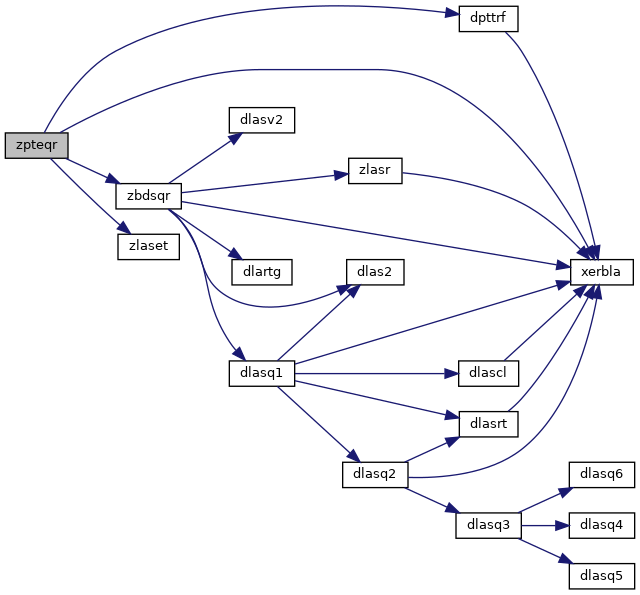 dpttrf
dlasv2
zpteqr
zlasr
zbdsqr
zlaset
dlartg
dlas2
xerbla
dlasq1
dlascl
dlasrt
dlasq2
dlasq6
dlasq3
dlasq4
dlasq5